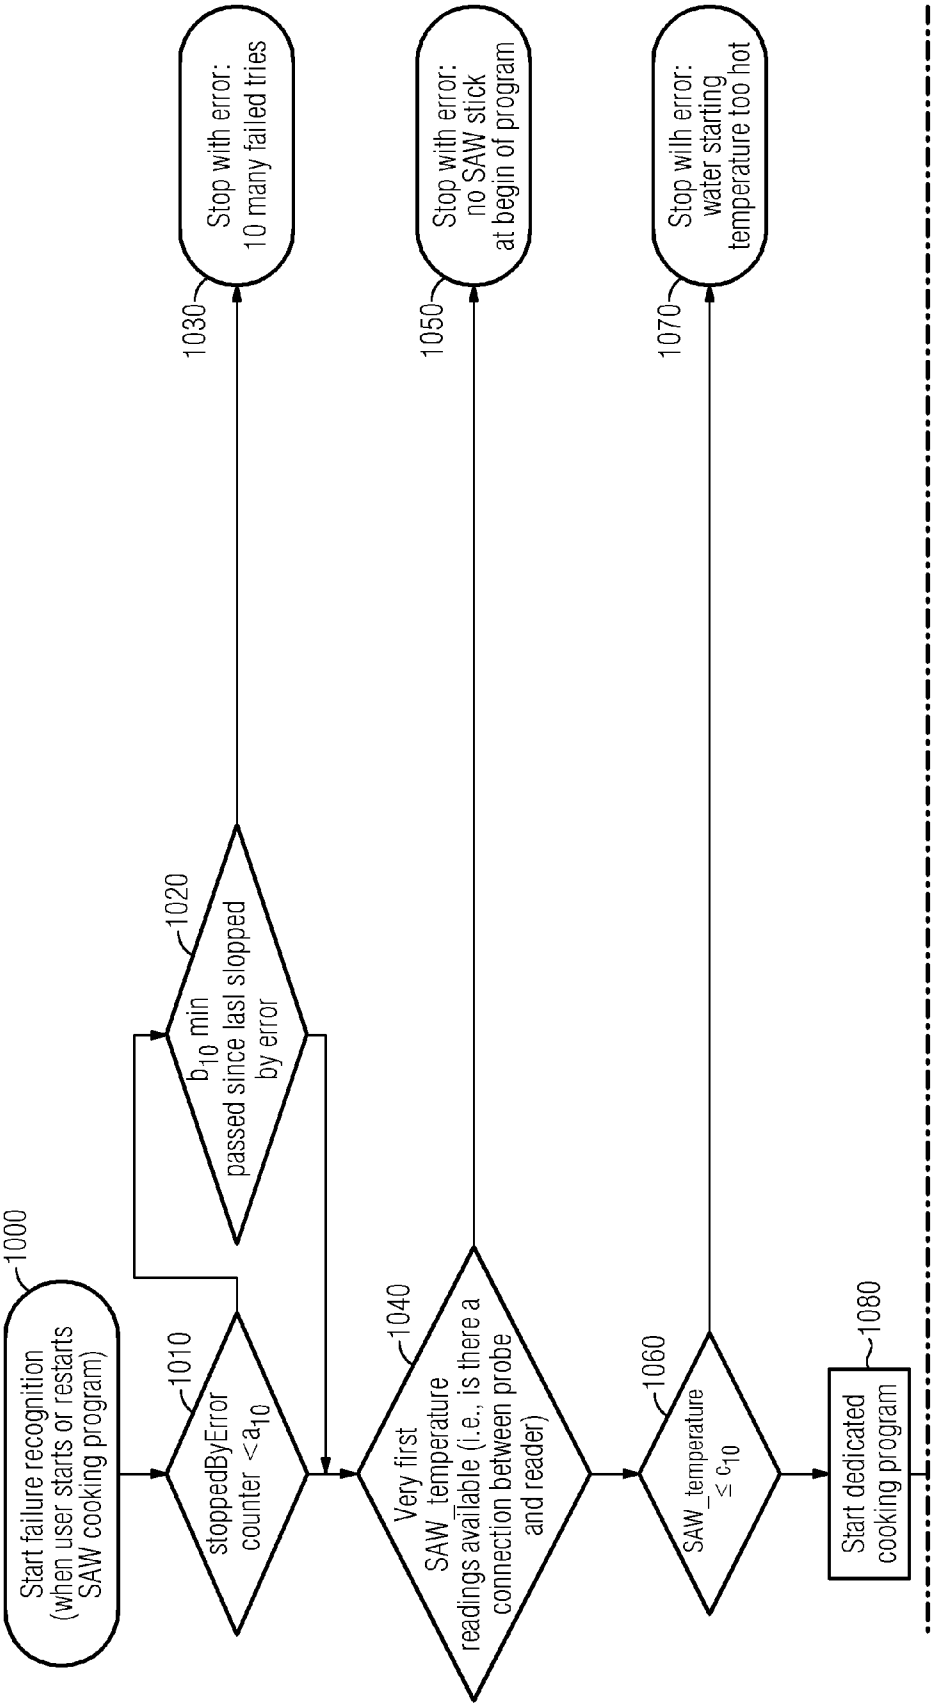 1000
Start failure recognition
(when user starts or restarts
SAW cooking program)
1010
stoppedByError
counter < a10
1020
b10 min
passed since lasl slopped
by error
1030
Stop with error:
10 many failed tries
1040
Very first
SAW_temperature
readings available (i.e., is there a
connection between probe
and reader)
1050
Stop with error:
no SAW stick
at begin of program
1060
SAW_temperature
≤ c10
1070
Stop wilh error:
water starting
temperature too hot
1080
Start dedicated
cooking program